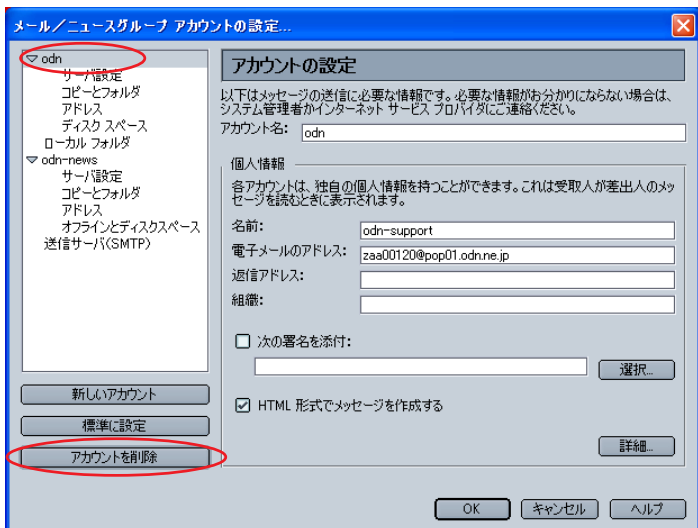 メール/ニュースグループ アカウントの設定...
▽ odn
サーバ設定
コピーとフォルダ
アドレス
ディスク スペース
ローカル フォルダ
▽ odn-news
サーバ設定
コピーとフォルダ
アドレス
オフラインとディスクスペース
送信サーバ(SMTP)
新しいアカウント
標準に設定
アカウントを削除
アカウントの設定
以下はメッセージの送信に必要な情報です。必要な情報がお分かりにならない場合は、
システム管理者かインターネット サービス プロバイダにご連絡ください。
アカウント名: odn
個人情報
各アカウントは、独自の個人情報を持つことができます。これは受取人が差出人のメッ
セージを読むときに表示されます。
名前: odn-support
電子メールのアドレス: zaa00120@pop01.odn.ne.jp
返信アドレス:
組織:
次の署名を添付:
選択...
HTML 形式でメッセージを作成する
詳細...
OK キャンセル ヘルプ